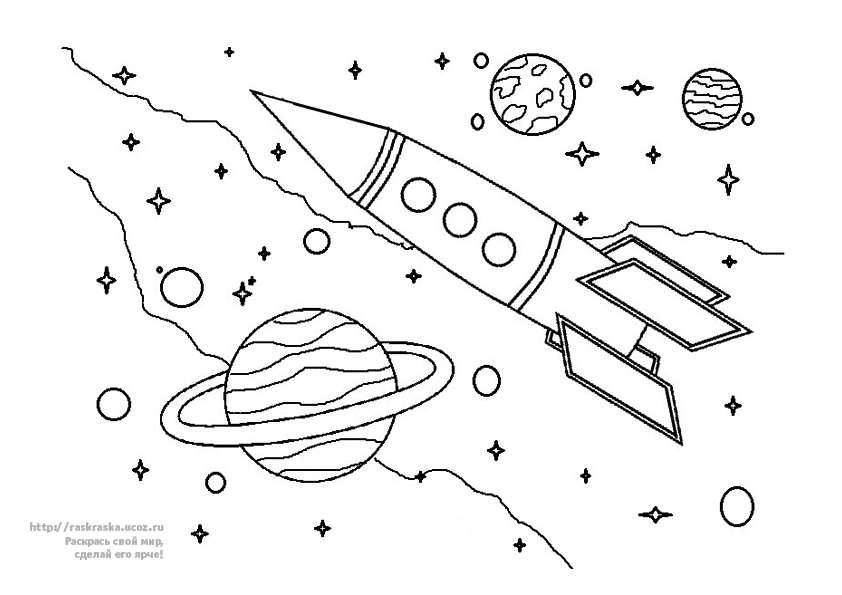 http://raskraska.ucoz.ru
Раскрась свой мир,
сделай его ярче!